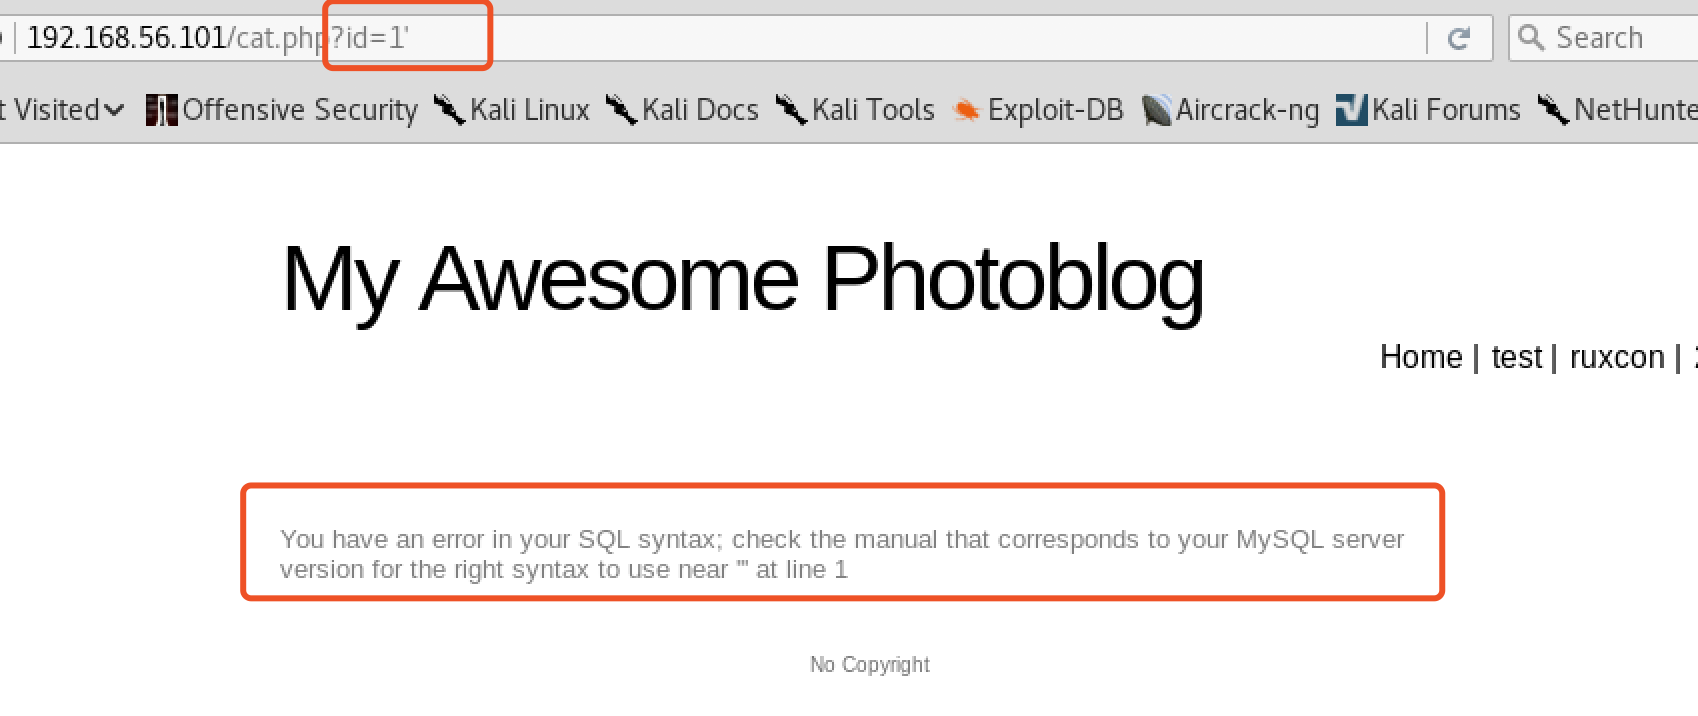 192.168.56.101/cat.php?id=1'
Search
t Visited
Offensive Security
Kali Linux
Kali Docs
Kali Tools
Exploit-DB
Aircrack-ng
Kali Forums
NetHunte
My Awesome Photoblog
Home | test | ruxcon |
You have an error in your SQL syntax; check the manual that corresponds to your MySQL server
version for the right syntax to use near ''' at line 1
No Copyright